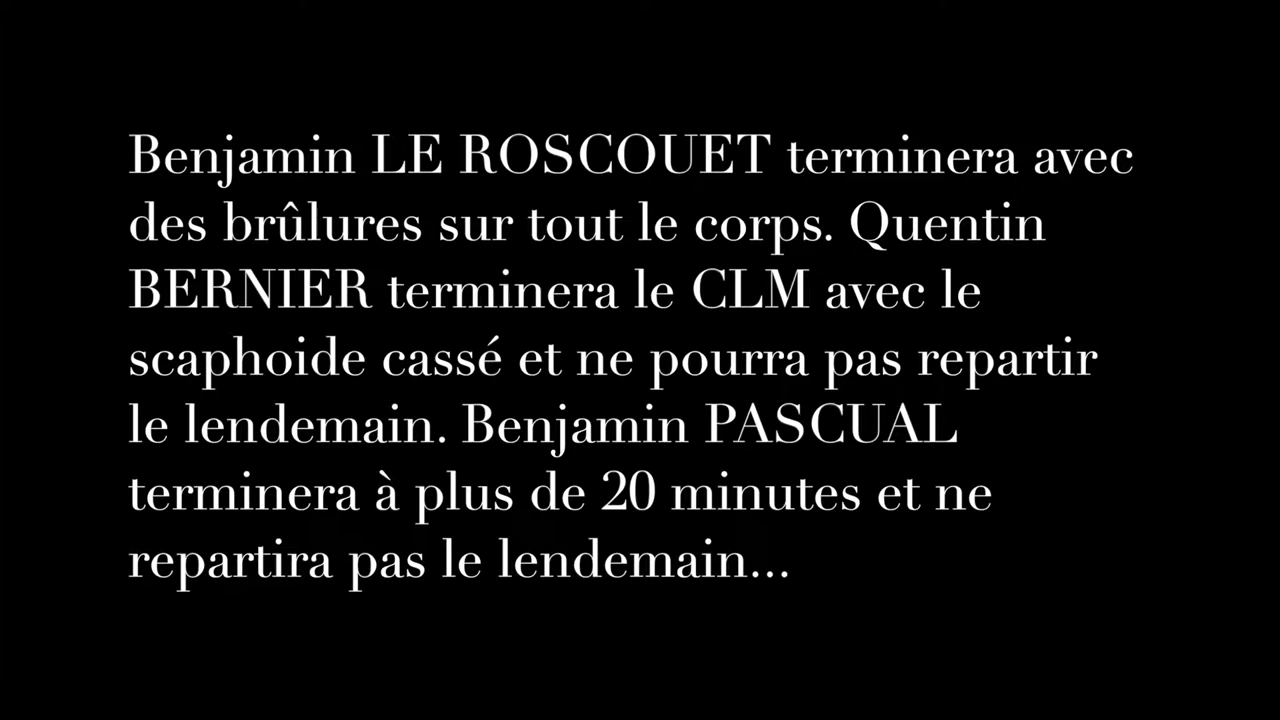 Benjamin LE ROSCOUET terminera avec
des brûlures sur tout le corps. Quentin
BERNIER terminera le CLM avec le
scaphoide cassé et ne pourra pas repartir
le lendemain. Benjamin PASCUAL
terminera à plus de 20 minutes et ne
repartira pas le lendemain...